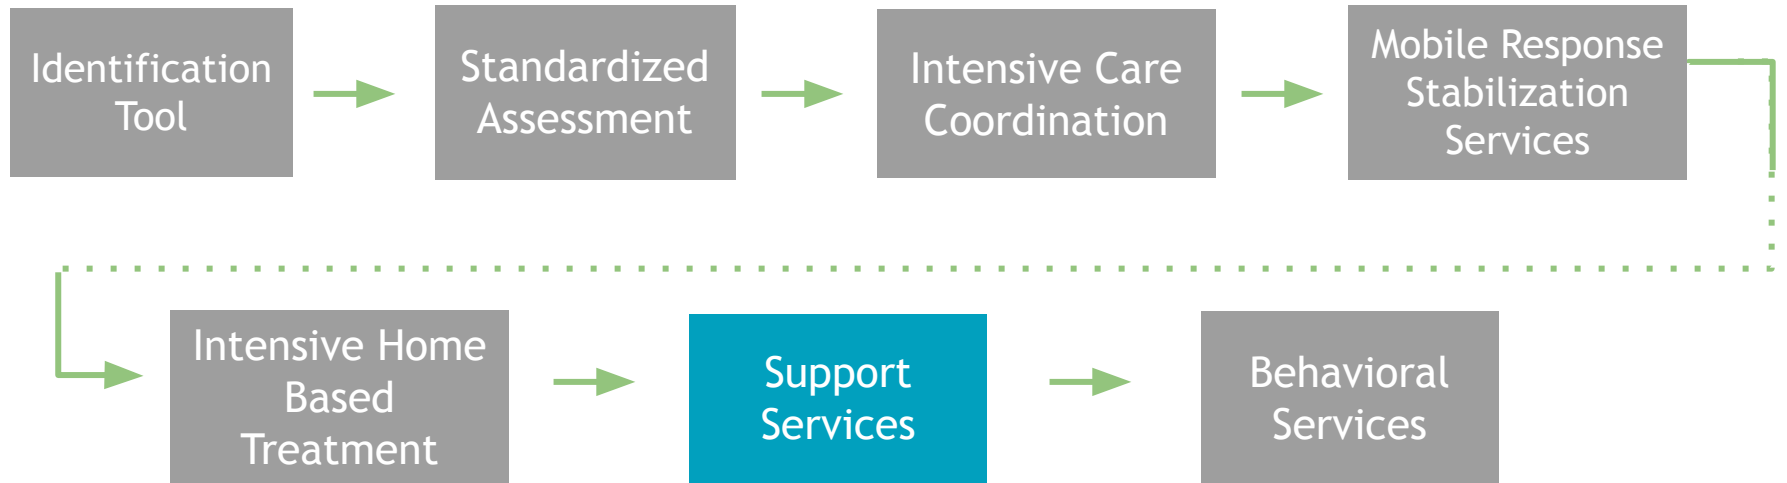 Identification
Tool
Standardized
Assessment
Intensive Care
Coordination
Mobile Response
Stabilization
Services
Intensive Home
Based
Treatment
Support
Services
Behavioral
Services